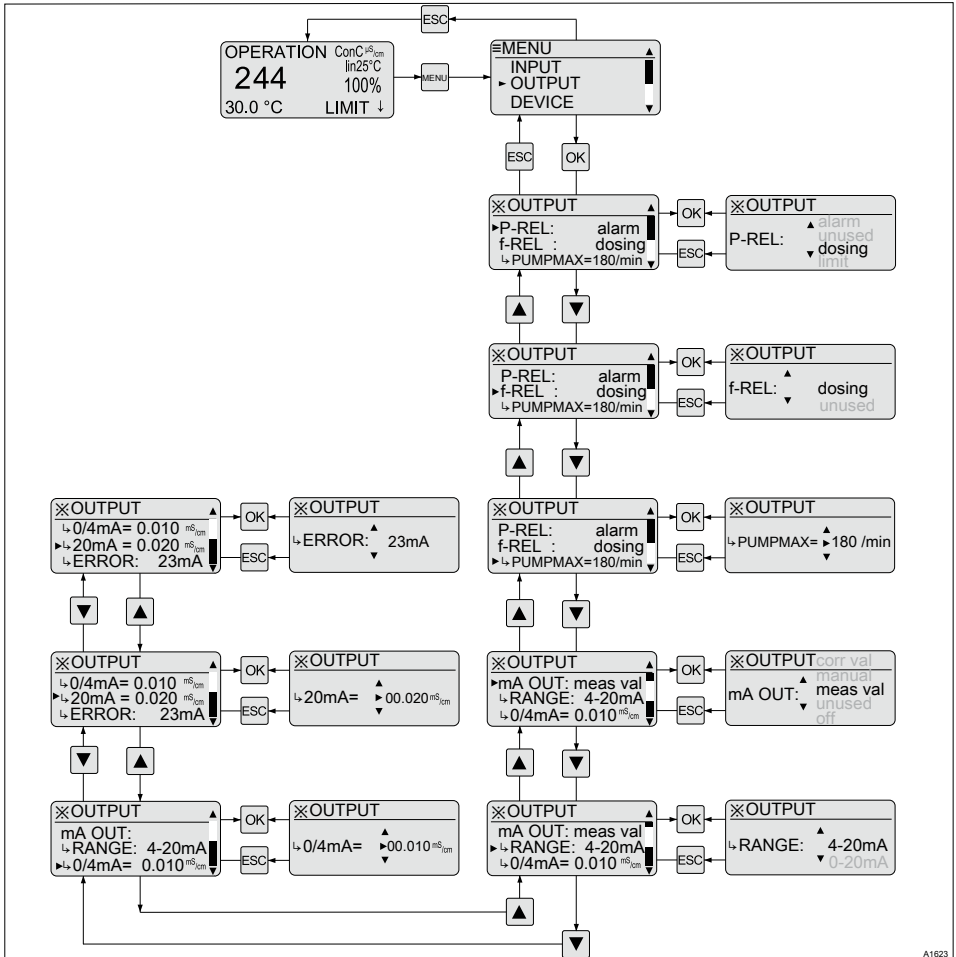 ESC
OPERATION ConC µS/cm
lin25°C
244 100%
30.0 °C LIMIT ↓
MENU
≡MENU ▲
INPUT
► OUTPUT
DEVICE ▼
ESC
OK
※OUTPUT ▲
►P-REL: alarm
f-REL : dosing
↳PUMPMAX=180/min ▼
OK
ESC
※OUTPUT
▲ alarm
unused
P-REL: dosing
▼ limit
▲
▼
※OUTPUT ▲
P-REL: alarm
►f-REL : dosing
↳PUMPMAX=180/min ▼
OK
ESC
※OUTPUT
▲
f-REL: dosing
▼ unused
▲
▼
※OUTPUT ▲
P-REL: alarm
f-REL : dosing
►↳PUMPMAX=180/min ▼
OK
ESC
※OUTPUT
▲
↳PUMPMAX= ►180 /min
▼
▲
▼
※OUTPUT ▲
►mA OUT: meas val
↳RANGE: 4-20mA
↳0/4mA= 0.010 mS/cm ▼
OK
ESC
※OUTPUT corr val
▲ manual
mA OUT: meas val
▼ unused
off
▲
▼
※OUTPUT ▲
mA OUT: meas val
►↳RANGE: 4-20mA
↳0/4mA= 0.010 mS/cm ▼
OK
ESC
※OUTPUT
▲
↳RANGE: 4-20mA
▼ 0-20mA
▲
▼
※OUTPUT ▲
mA OUT:
↳RANGE: 4-20mA
►↳0/4mA= 0.010 mS/cm ▼
OK
ESC
※OUTPUT
▲
↳0/4mA= ►00.010 mS/cm
▼
▼
▲
※OUTPUT ▲
↳0/4mA= 0.010 mS/cm
►↳20mA = 0.020 mS/cm
↳ERROR: 23mA ▼
OK
ESC
※OUTPUT
▲
↳20mA= ►00.020 mS/cm
▼
▼
▲
※OUTPUT ▲
↳0/4mA= 0.010 mS/cm
►↳20mA = 0.020 mS/cm
↳ERROR: 23mA ▼
OK
ESC
※OUTPUT
▲
↳ERROR: 23mA
▼
A1623